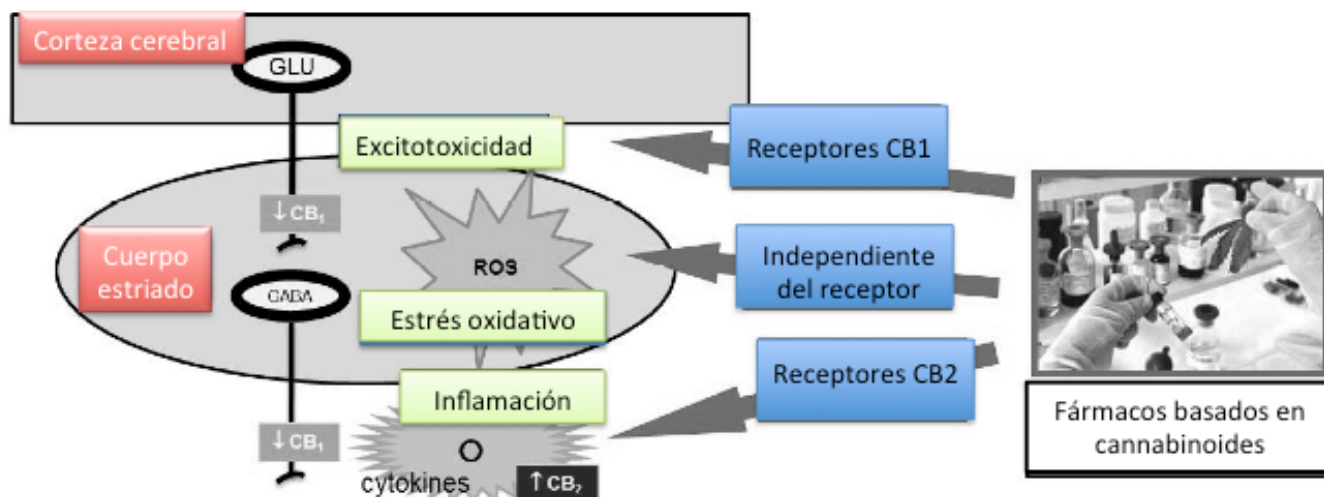 Corteza cerebral
GLU
Excitotoxicidad
Receptores CB1
↓CB₁
Cuerpo
estriado
ROS
Independiente
del receptor
GABA
Estrés oxidativo
Receptores CB2
Inflamación
Fármacos basados en
cannabinoides
↓CB₁
cytokines
↑CB₂